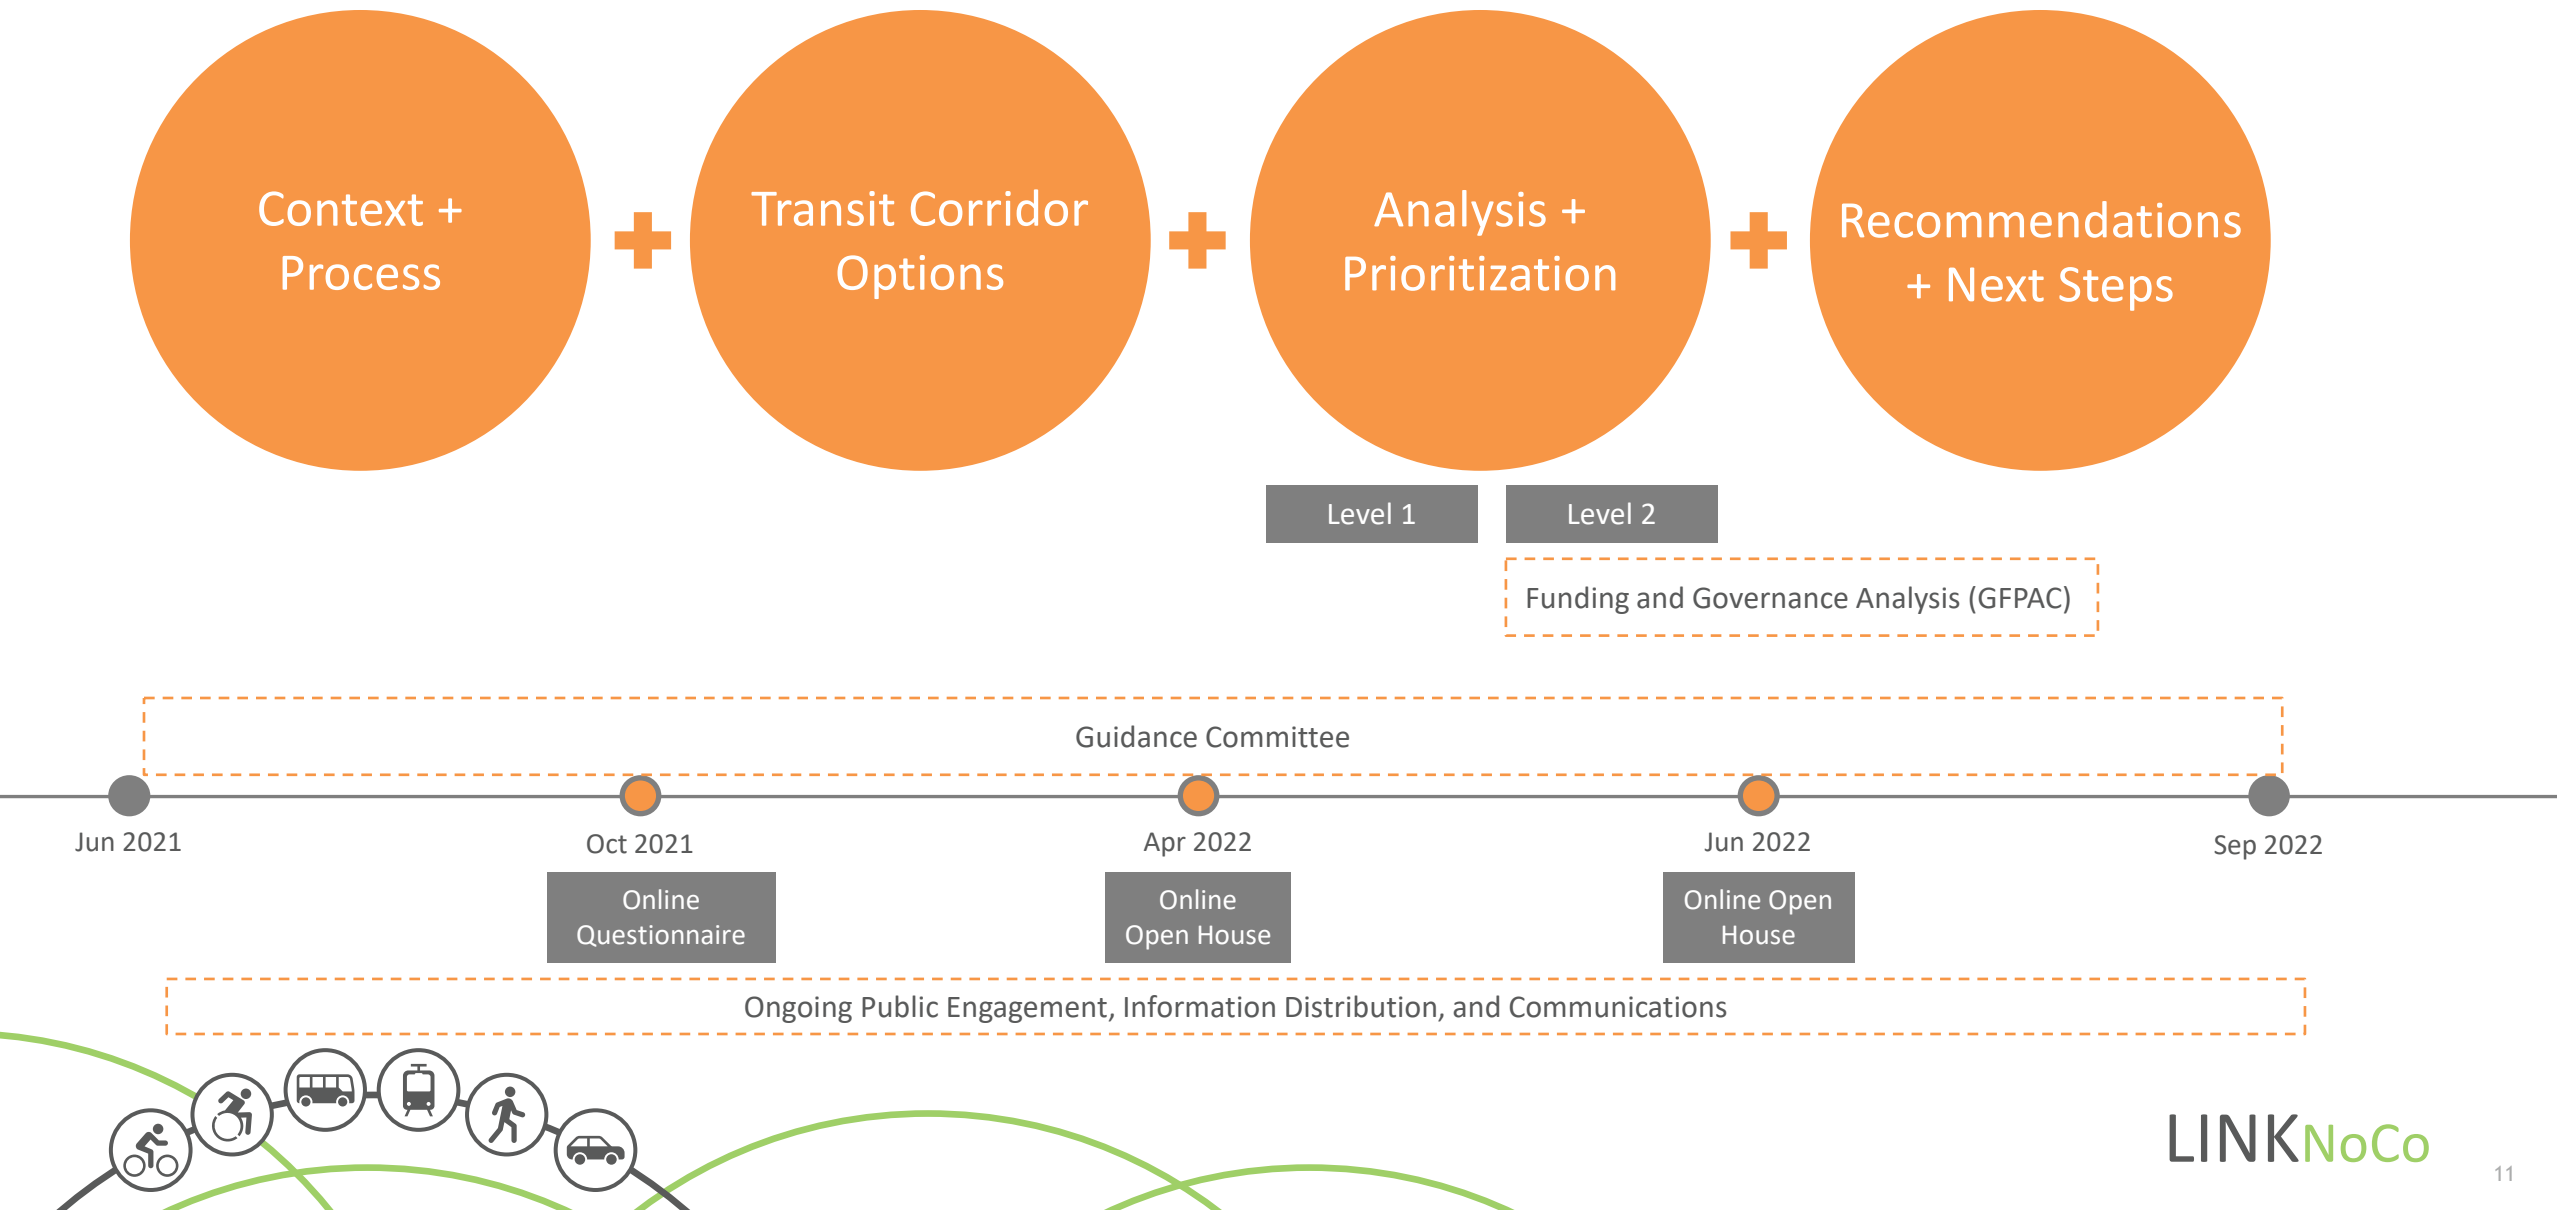 Context +
Process
Transit Corridor
Options
Analysis +
Prioritization
Recommendations
+ Next Steps
Level 1
Level 2
Funding and Governance Analysis (GFPAC)
Guidance Committee
Jun 2021
Oct 2021
Apr 2022
Jun 2022
Sep 2022
Online
Questionnaire
Online
Open House
Online Open
House
Ongoing Public Engagement, Information Distribution, and Communications
LINKNoCo
11